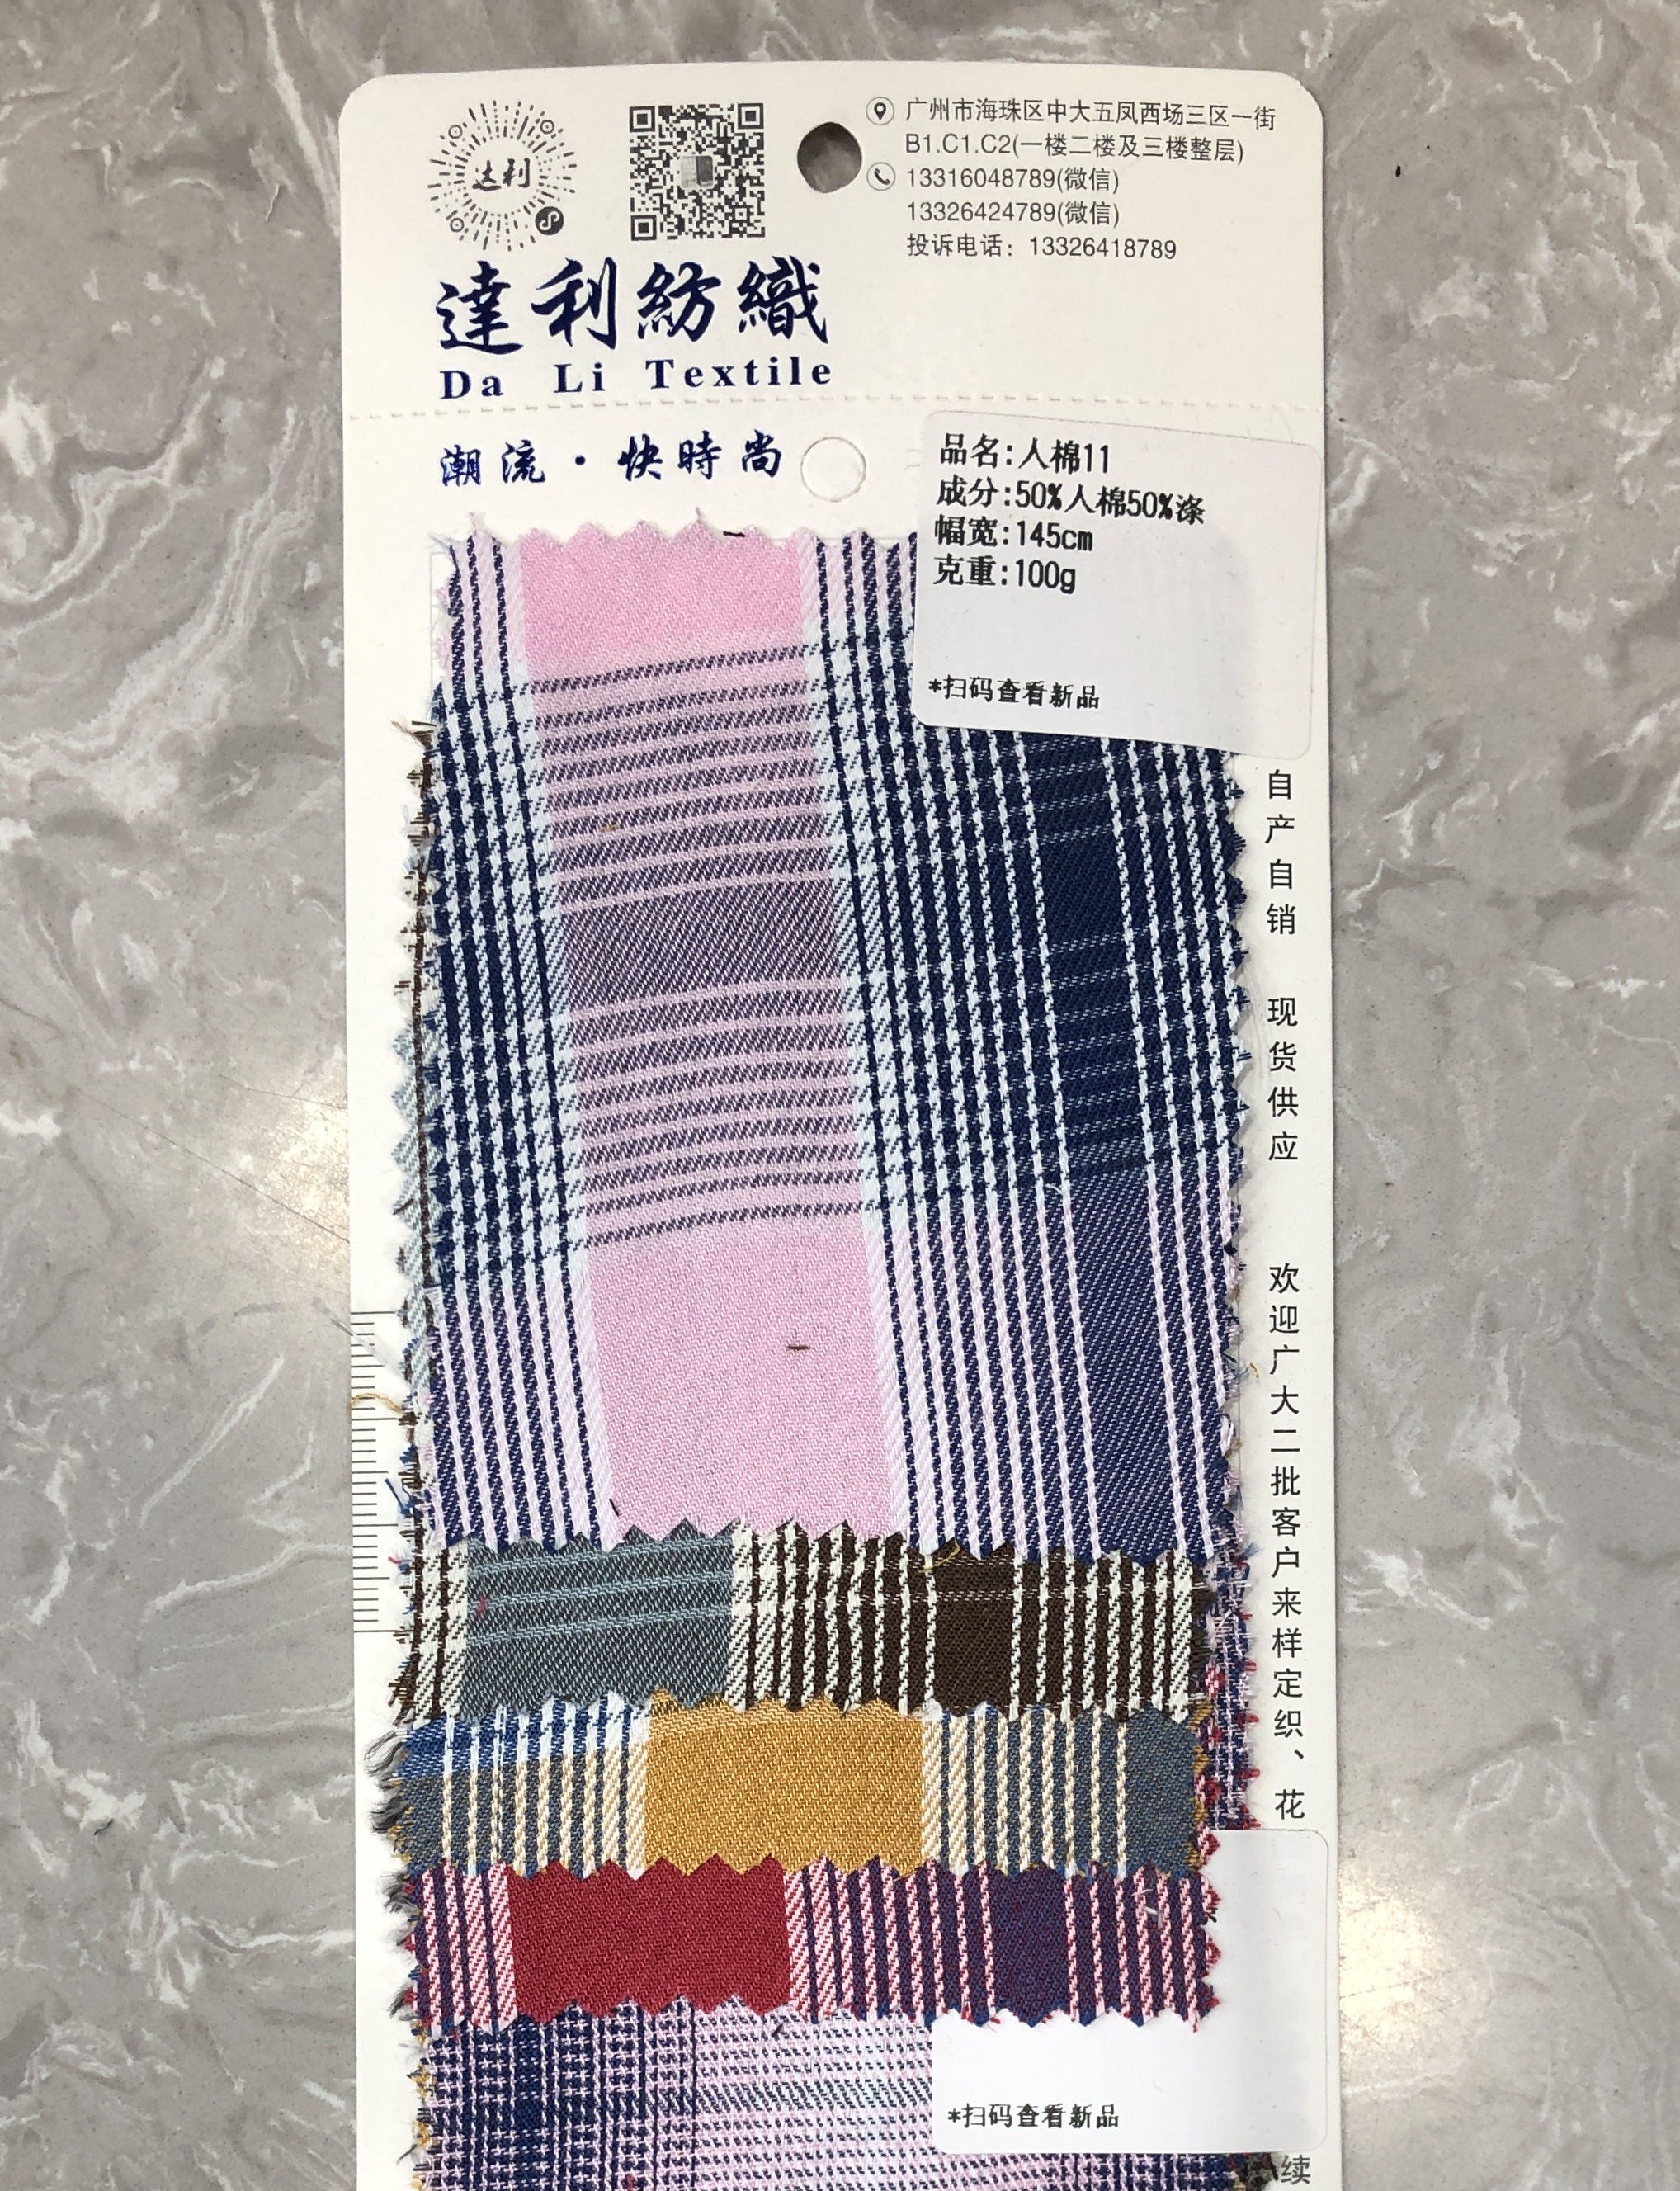 达利
广州市海珠区中大五凤西场三区一街
B1.C1.C2(一楼二楼及三楼整层)
13316048789(微信)
13326424789(微信)
投诉电话：13326418789
達利紡織
Da Li Textile
潮流·快時尚
品名:人棉11
成分:50%人棉50%涤
幅宽:145cm
克重:100g
*扫码查看新品
自产自销 现货供应 欢迎广大二批客户来样定织、花
*扫码查看新品
续